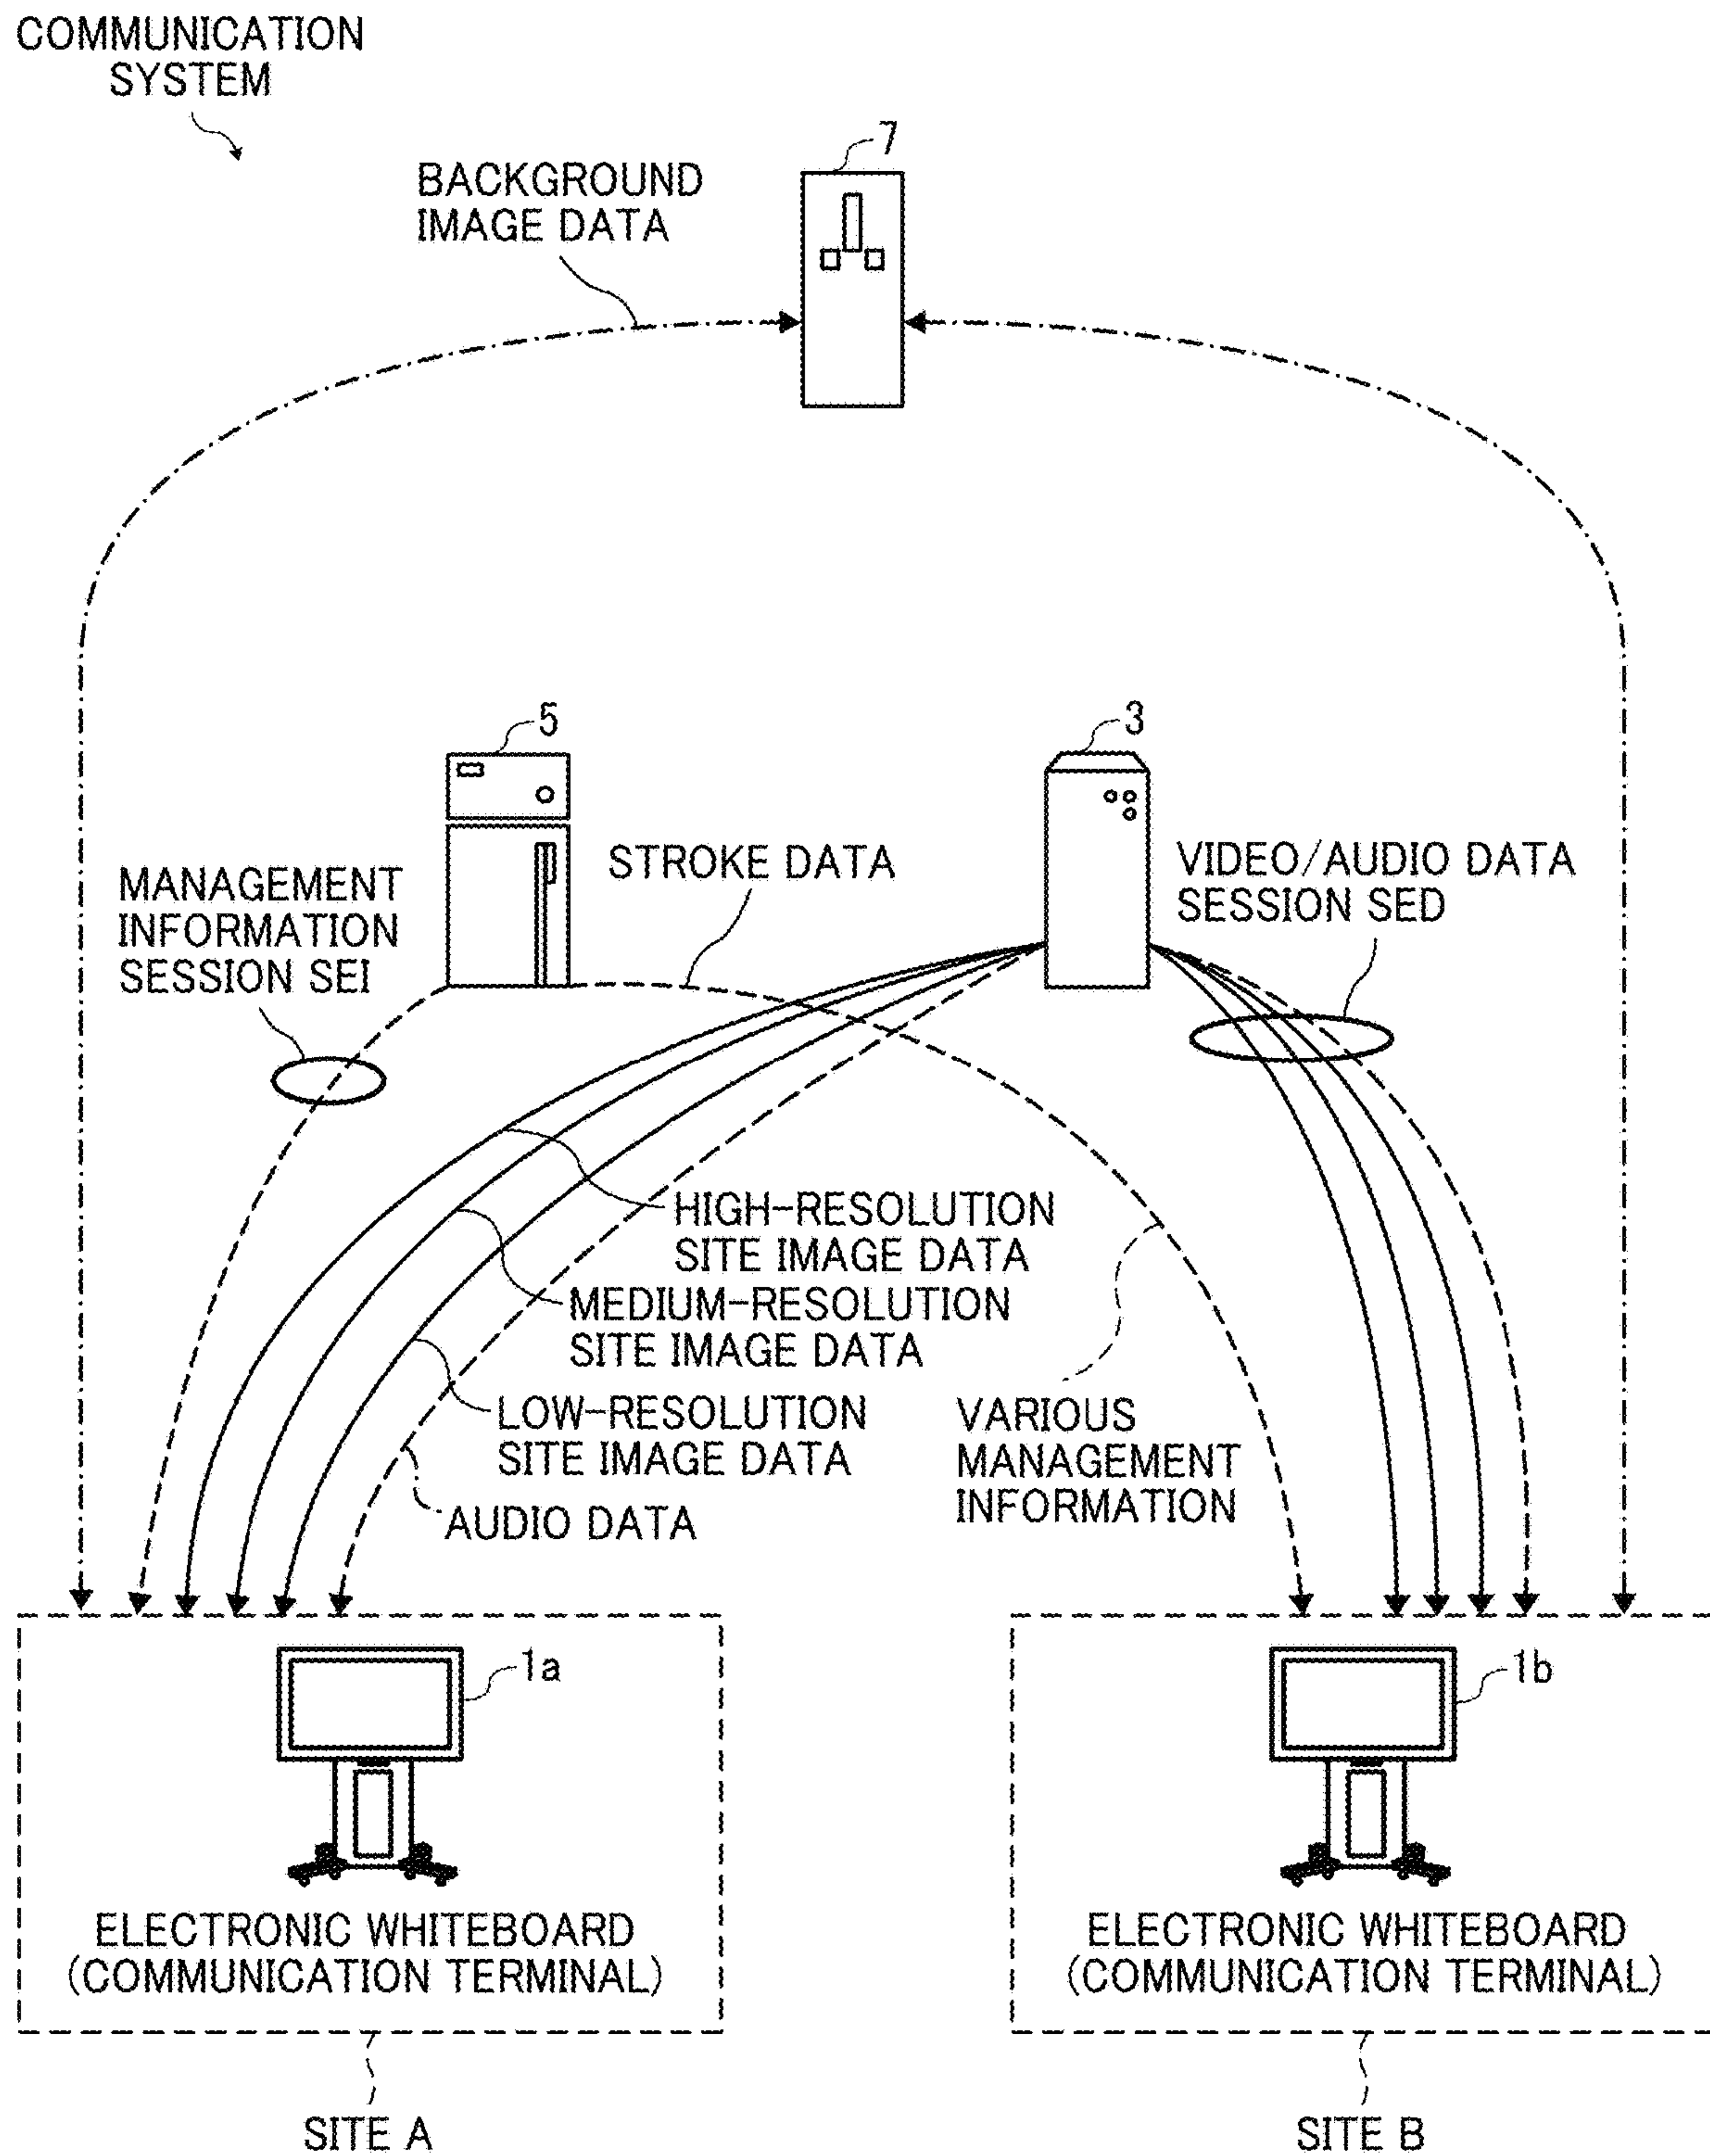 COMMUNICATION
SYSTEM
7
BACKGROUND
IMAGE DATA
5
3
STROKE DATA
VIDEO/AUDIO DATA
SESSION SED
MANAGEMENT
INFORMATION
SESSION SEI
HIGH-RESOLUTION
SITE IMAGE DATA
MEDIUM-RESOLUTION
SITE IMAGE DATA
LOW-RESOLUTION
SITE IMAGE DATA
AUDIO DATA
VARIOUS
MANAGEMENT
INFORMATION
1a
1b
ELECTRONIC WHITEBOARD
(COMMUNICATION TERMINAL)
ELECTRONIC WHITEBOARD
(COMMUNICATION TERMINAL)
SITE A
SITE B